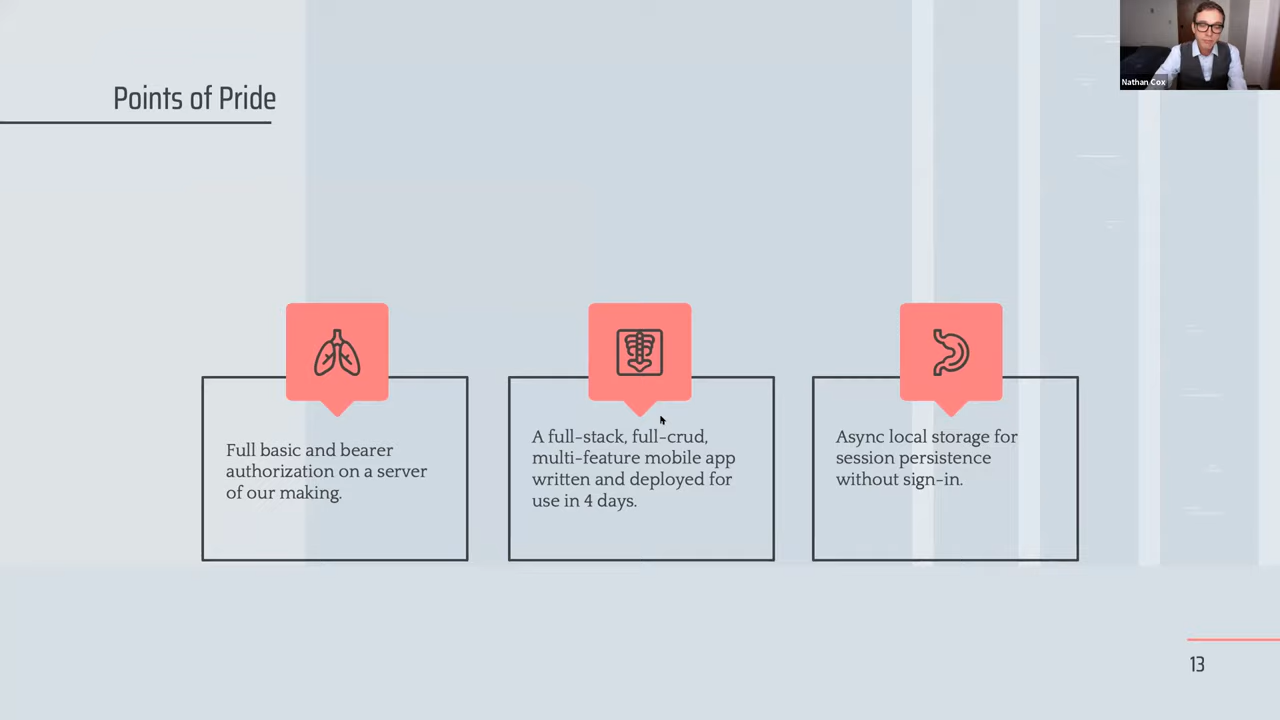 Nathan Cox
Points of Pride
Full basic and bearer
authorization on a server
of our making.
A full-stack, full-crud,
multi-feature mobile app
written and deployed for
use in 4 days.
Async local storage for
session persistence
without sign-in.
13